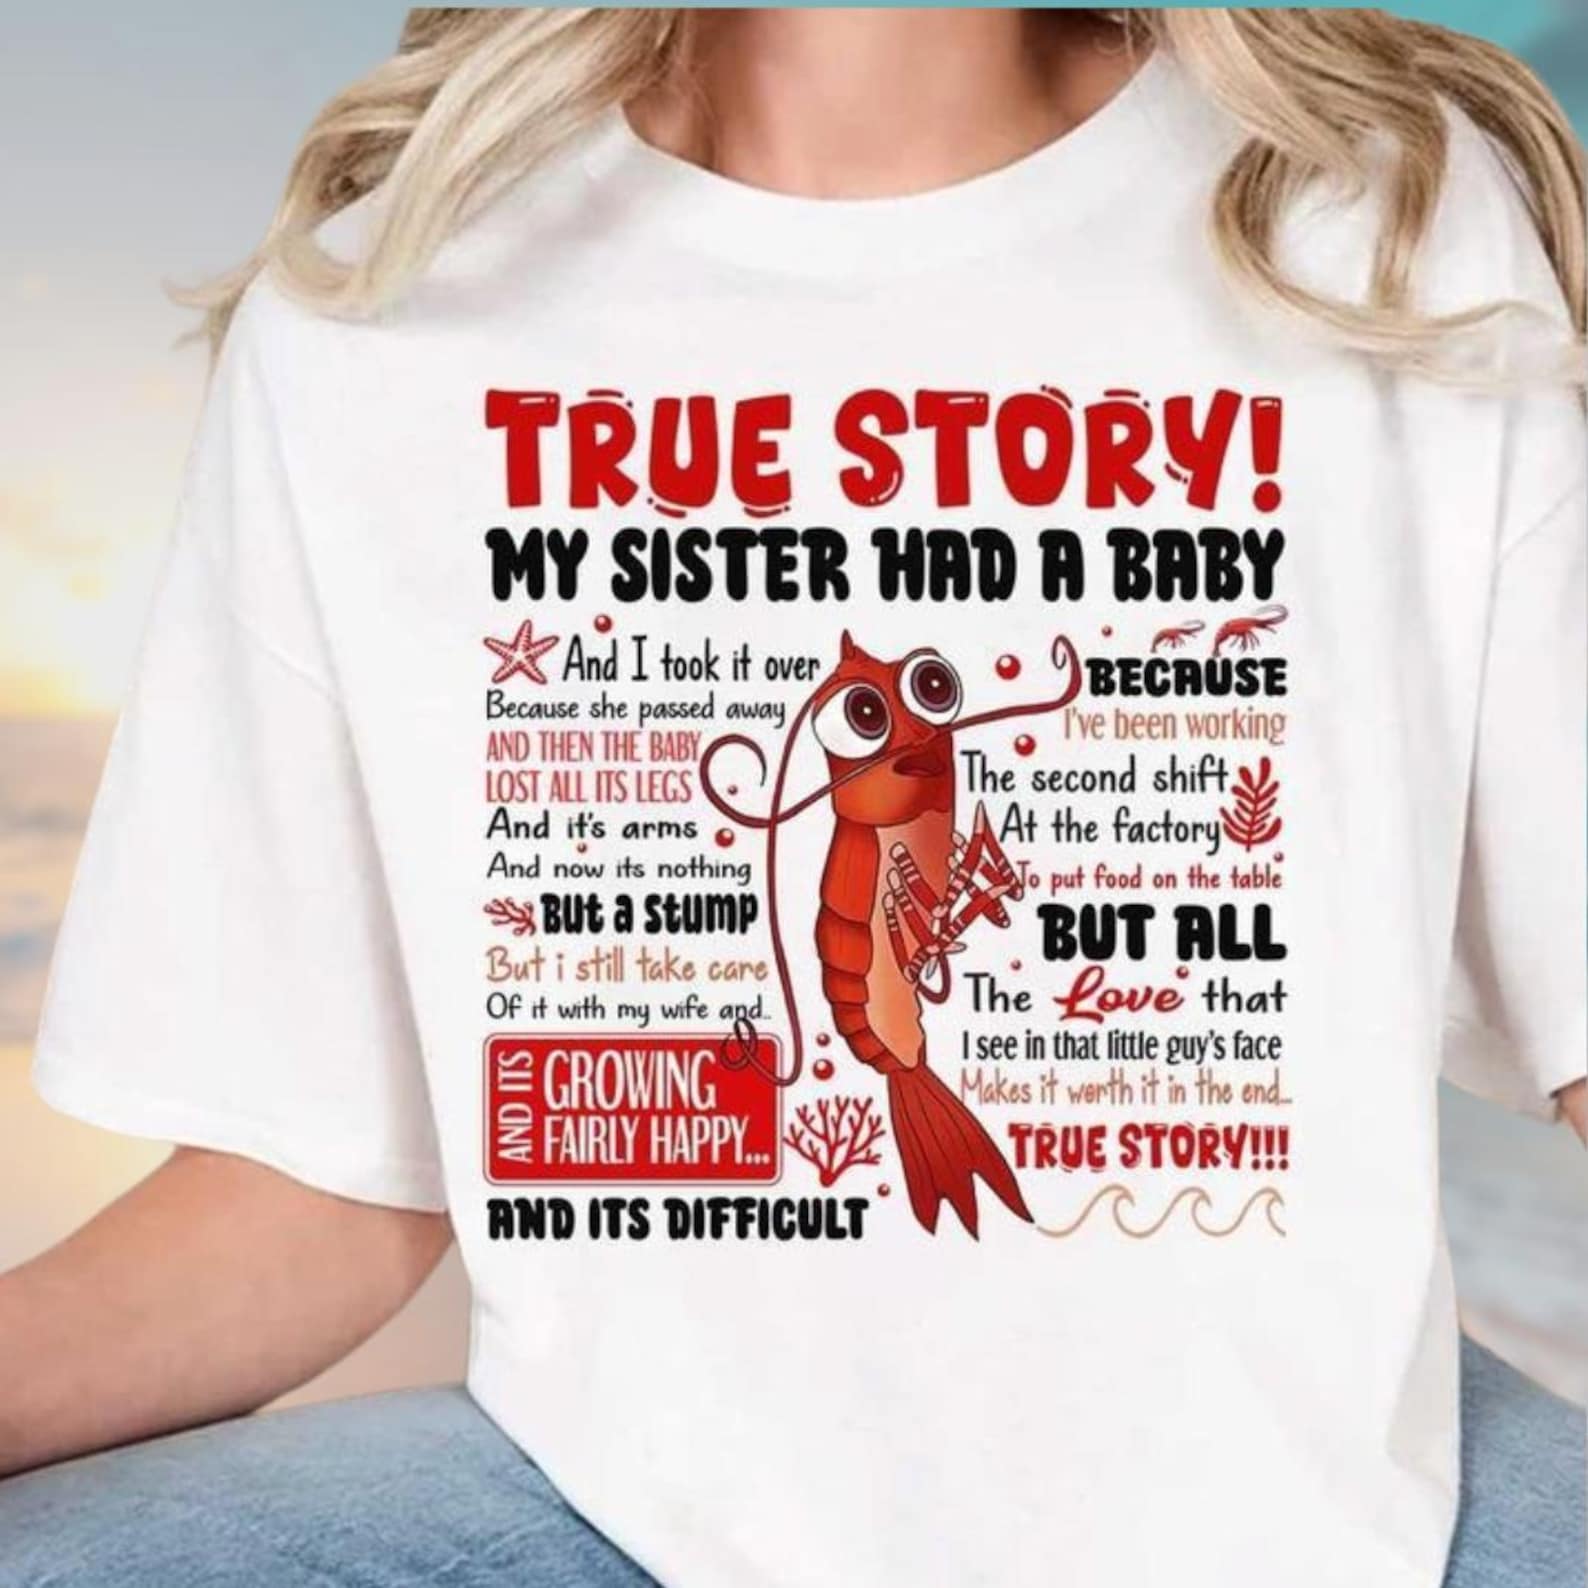 TRUE STORY!
MY SISTER HAD A BABY
And I took it over
Because she passed away
AND THEN THE BABY
LOST ALL ITS LEGS
And it's arms
And now its nothing
But a stump
But i still take care
Of it with my wife and..
AND ITS GROWING
FAIRLY HAPPY...
AND ITS DIFFICULT
BECAUSE
I've been working
The second shift
At the factory
To put food on the table
BUT ALL
The Love that
I see in that little guy's face
Makes it worth it in the end...
TRUE STORY!!!